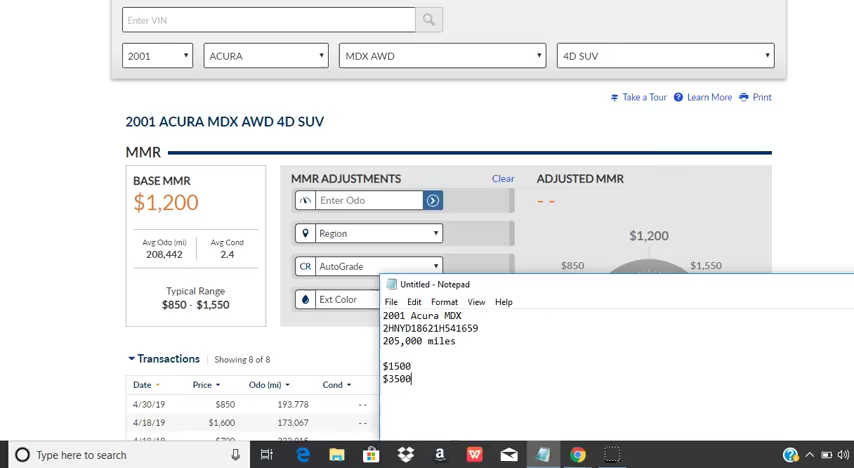 Enter VIN
2001 ACURA MDX AWD 4D SUV
Take a Tour Learn More Print
2001 ACURA MDX AWD 4D SUV
MMR
BASE MMR
$1,200
Avg Odo (mi) Avg Cond
208,442 2.4
Typical Range
$850 - $1,550
MMR ADJUSTMENTS Clear
Enter Odo
Region
CR AutoGrade
Ext Color
ADJUSTED MMR
- -
$1,200
$850 $1,550
Transactions Showing 8 of 8
Date Price Odo (mi) Cond
4/30/19 $850 193,778 - -
4/18/19 $1,600 173,067 - -
Untitled - Notepad
File Edit Format View Help
2001 Acura MDX
2HNYD18621H541659
205,000 miles
$1500
$3500
Type here to search